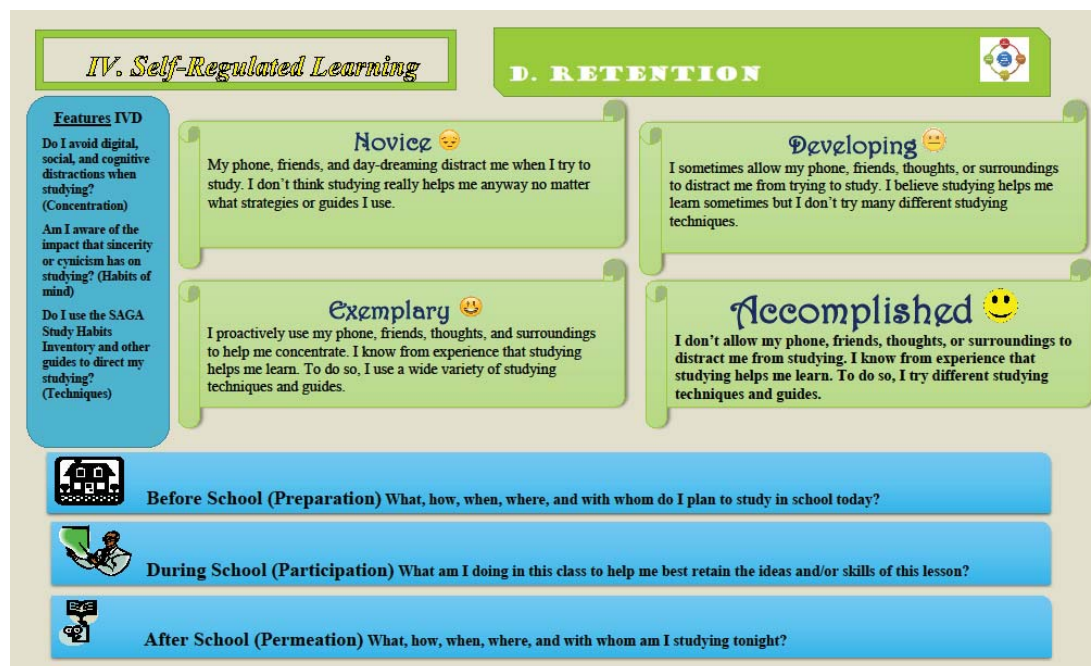 IV. Self-Regulated Learning
D. RETENTION
Features IVD
Do I avoid digital,
social, and cognitive
distractions when
studying?
(Concentration)
Am I aware of the
impact that sincerity
or cynicism has on
studying? (Habits of
mind)
Do I use the SAGA
Study Habits
Inventory and other
guides to direct my
studying?
(Techniques)
Novice
My phone, friends, and day-dreaming distract me when I try to
study. I don't think studying really helps me anyway no matter
what strategies or guides I use.
Developing
I sometimes allow my phone, friends, thoughts, or surroundings
to distract me from trying to study. I believe studying helps me
learn sometimes but I don't try many different studying
techniques.
Exemplary
I proactively use my phone, friends, thoughts, and surroundings
to help me concentrate. I know from experience that studying
helps me learn. To do so, I use a wide variety of studying
techniques and guides.
Accomplished
I don't allow my phone, friends, thoughts, or surroundings to
distract me from studying. I know from experience that
studying helps me learn. To do so, I try different studying
techniques and guides.
Before School (Preparation) What, how, when, where, and with whom do I plan to study in school today?
During School (Participation) What am I doing in this class to help me best retain the ideas and/or skills of this lesson?
After School (Permeation) What, how, when, where, and with whom am I studying tonight?